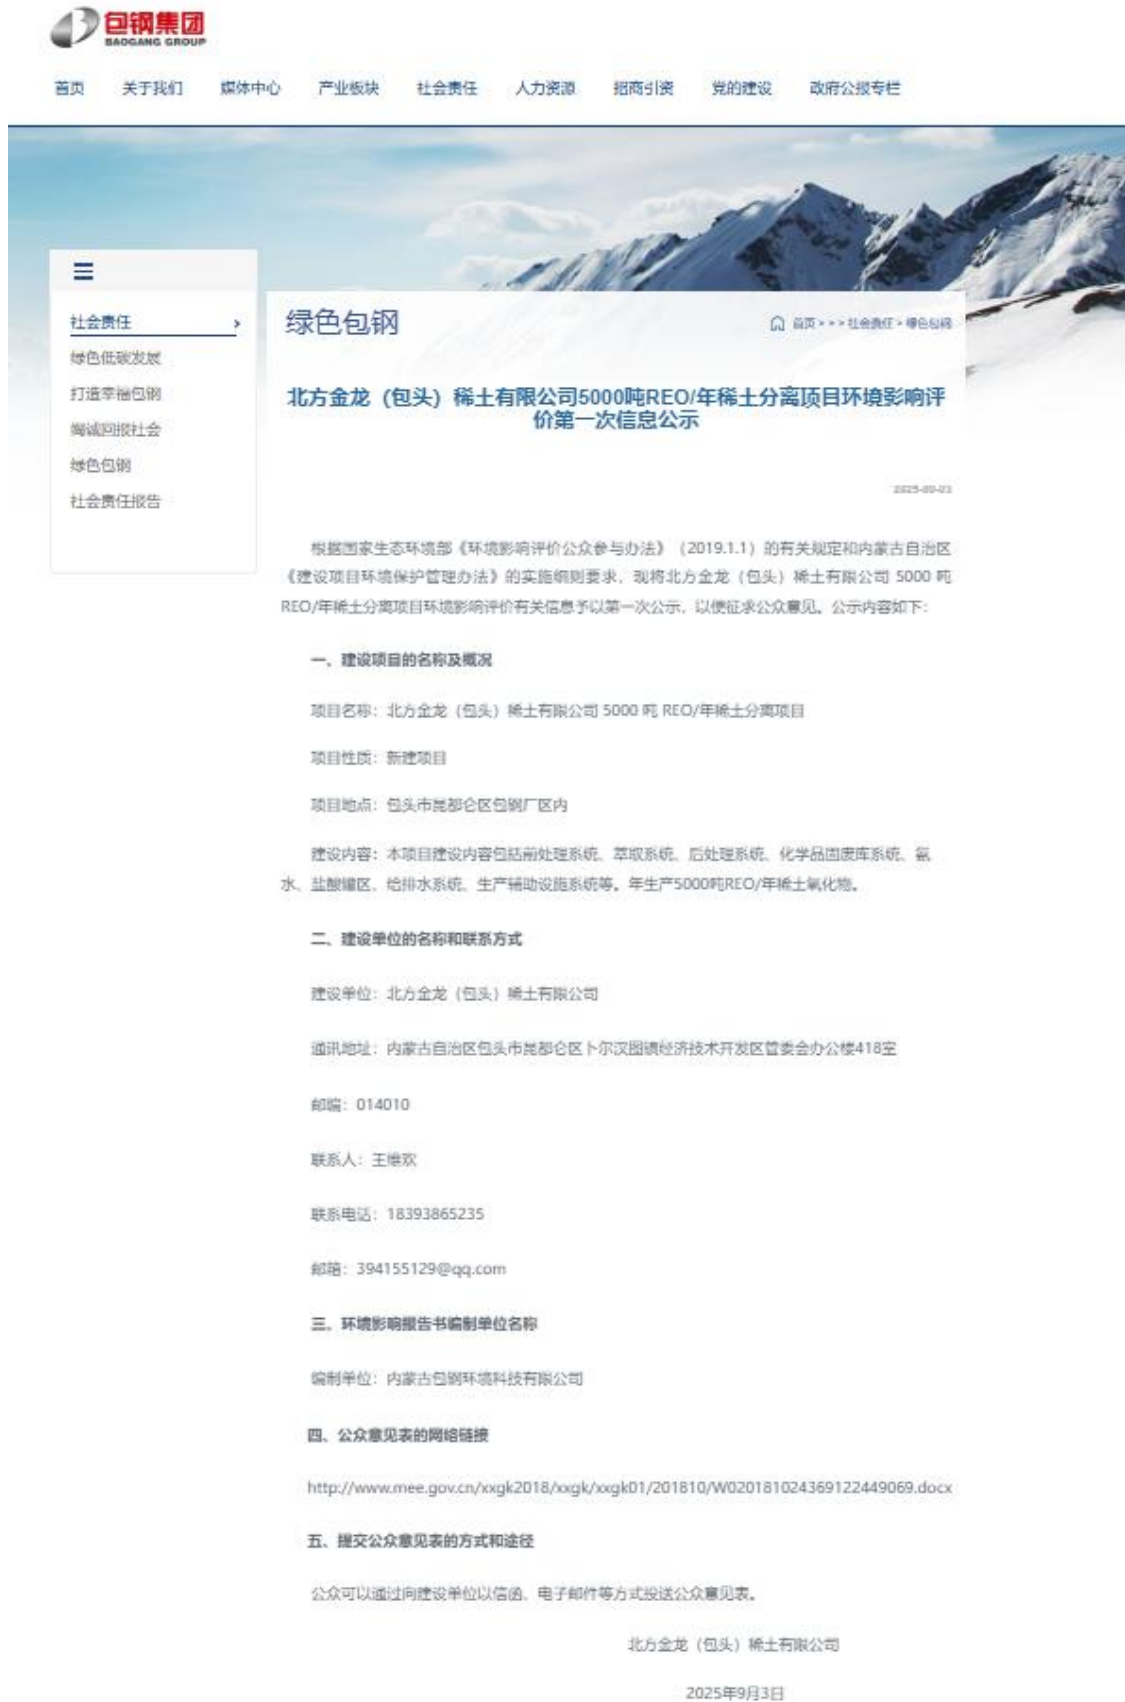 包钢集团
BAOGANG GROUP
首页 关于我们 媒体中心 产业板块 社会责任 人力资源 招商引资 党的建设 政府公报专栏
社会责任 >
绿色低碳发展
打造幸福包钢
竭诚回报社会
绿色包钢
社会责任报告
绿色包钢
首页 > > > 社会责任 > 绿色包钢
北方金龙（包头）稀土有限公司5000吨REO/年稀土分离项目环境影响评
价第一次信息公示
2025-09-03
根据国家生态环境部《环境影响评价公众参与办法》（2019.1.1）的有关规定和内蒙古自治区
《建设项目环境保护管理办法》的实施细则要求，现将北方金龙（包头）稀土有限公司 5000 吨
REO/年稀土分离项目环境影响评价有关信息予以第一次公示，以便征求公众意见。公示内容如下：
一、建设项目的名称及概况
项目名称：北方金龙（包头）稀土有限公司 5000 吨 REO/年稀土分离项目
项目性质：新建项目
项目地点：包头市昆都仑区包钢厂区内
建设内容：本项目建设内容包括前处理系统、萃取系统、后处理系统、化学品固废库系统、氨
水、盐酸罐区、给排水系统、生产辅助设施系统等。年生产5000吨REO/年稀土氧化物。
二、建设单位的名称和联系方式
建设单位：北方金龙（包头）稀土有限公司
通讯地址：内蒙古自治区包头市昆都仑区卜尔汉图镇经济技术开发区管委会办公楼418室
邮编：014010
联系人：王维欢
联系电话：18393865235
邮箱：394155129@qq.com
三、环境影响报告书编制单位名称
编制单位：内蒙古包钢环境科技有限公司
四、公众意见表的网络链接
http://www.mee.gov.cn/xxgk2018/xxgk/xxgk01/201810/W020181024369122449069.docx
五、提交公众意见表的方式和途径
公众可以通过向建设单位以信函、电子邮件等方式投送公众意见表。
北方金龙（包头）稀土有限公司
2025年9月3日